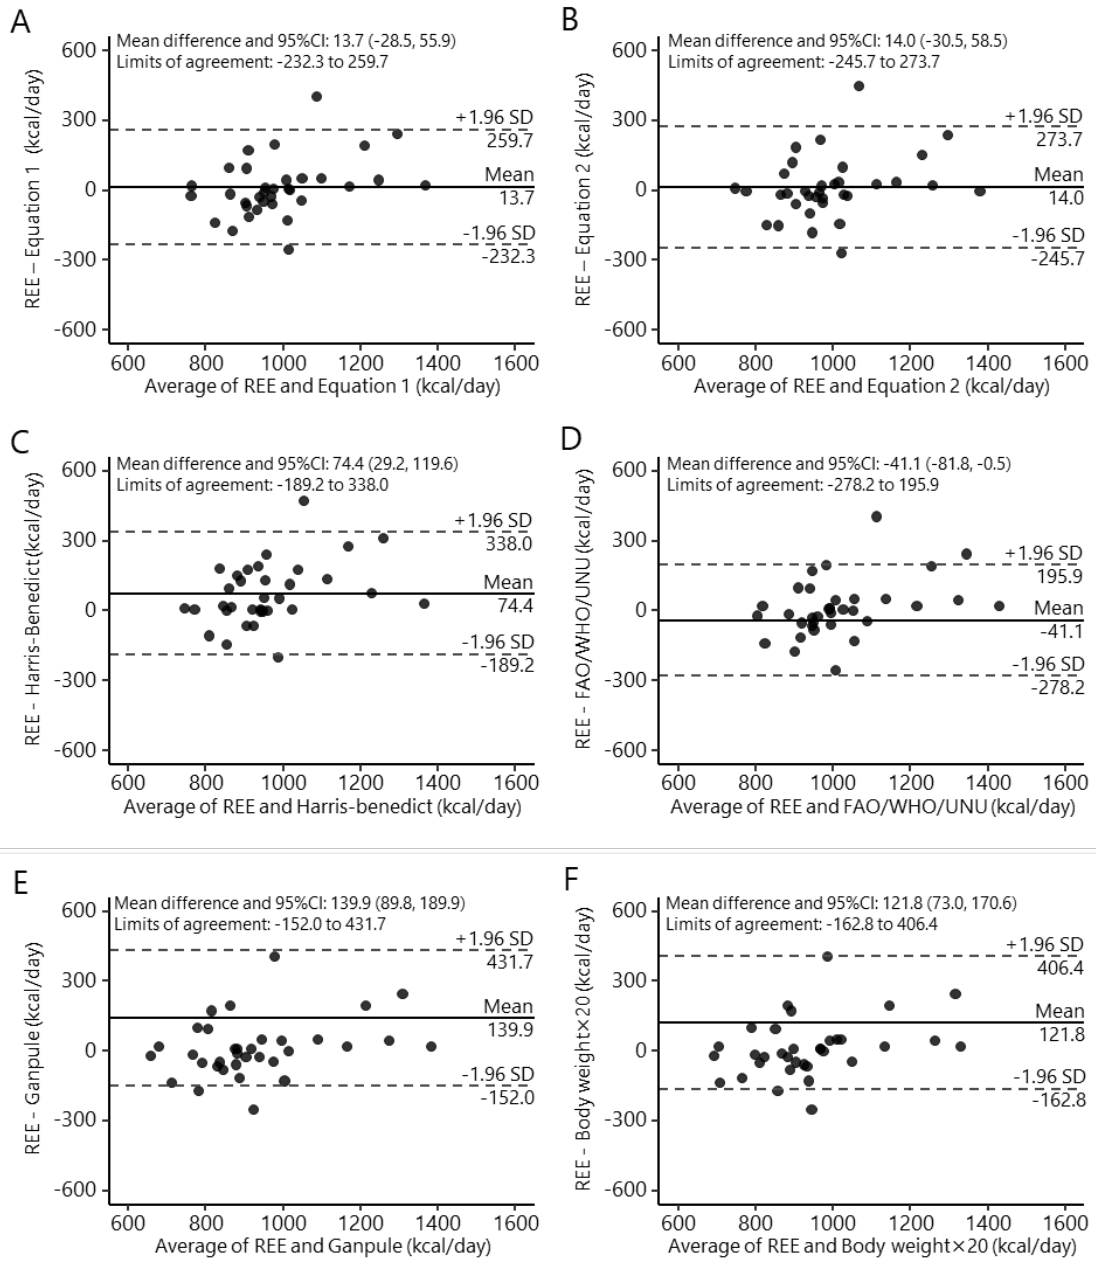 A
Mean difference and 95%CI: 13.7 (-28.5, 55.9)
Limits of agreement: -232.3 to 259.7
600
300
0
-300
-600
REE – Equation 1 (kcal/day)
+1.96 SD
259.7
Mean
13.7
-1.96 SD
-232.3
600 800 1000 1200 1400 1600
Average of REE and Equation 1 (kcal/day)
B
Mean difference and 95%CI: 14.0 (-30.5, 58.5)
Limits of agreement: -245.7 to 273.7
600
300
0
-300
-600
REE – Equation 2 (kcal/day)
+1.96 SD
273.7
Mean
14.0
-1.96 SD
-245.7
600 800 1000 1200 1400 1600
Average of REE and Equation 2 (kcal/day)
C
Mean difference and 95%CI: 74.4 (29.2, 119.6)
Limits of agreement: -189.2 to 338.0
600
300
0
-300
-600
REE - Harris-Benedict(kcal/day)
+1.96 SD
338.0
Mean
74.4
-1.96 SD
-189.2
600 800 1000 1200 1400 1600
Average of REE and Harris-benedict (kcal/day)
D
Mean difference and 95%CI: -41.1 (-81.8, -0.5)
Limits of agreement: -278.2 to 195.9
600
300
0
-300
-600
REE - FAO/WHO/UNU(kcal/day)
+1.96 SD
195.9
Mean
-41.1
-1.96 SD
-278.2
600 800 1000 1200 1400 1600
Average of REE and FAO/WHO/UNU (kcal/day)
E
Mean difference and 95%CI: 139.9 (89.8, 189.9)
Limits of agreement: -152.0 to 431.7
600
300
0
-300
-600
REE - Ganpule (kcal/day)
+1.96 SD
431.7
Mean
139.9
-1.96 SD
-152.0
600 800 1000 1200 1400 1600
Average of REE and Ganpule (kcal/day)
F
Mean difference and 95%CI: 121.8 (73.0, 170.6)
Limits of agreement: -162.8 to 406.4
600
300
0
-300
-600
REE - Body weight×20 (kcal/day)
+1.96 SD
406.4
Mean
121.8
-1.96 SD
-162.8
600 800 1000 1200 1400 1600
Average of REE and Body weight×20 (kcal/day)